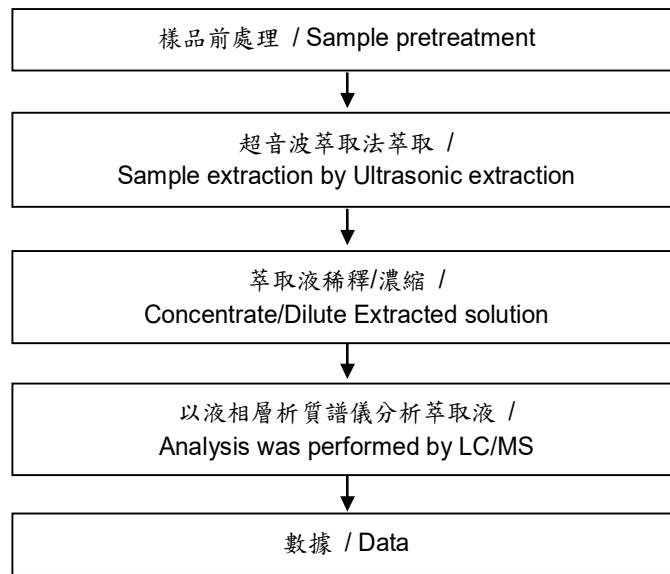 樣品前處理 / Sample pretreatment
超音波萃取法萃取 /
Sample extraction by Ultrasonic extraction
萃取液稀釋/濃縮 /
Concentrate/Dilute Extracted solution
以液相層析質譜儀分析萃取液 /
Analysis was performed by LC/MS
數據 / Data